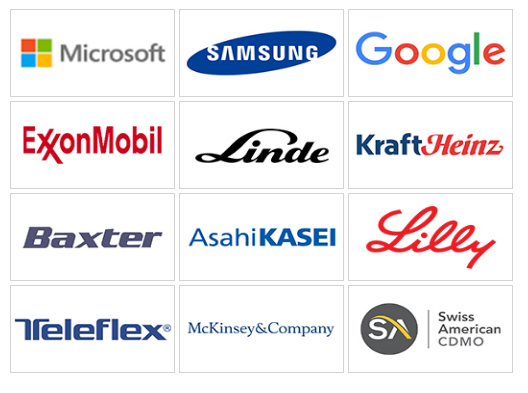 Microsoft
SAMSUNG
Google
ExxonMobil
Linde
KraftHeinz
Baxter
AsahiKASEI
Lilly
Teleflex®
McKinsey&Company
SA
Swiss
American
CDMO